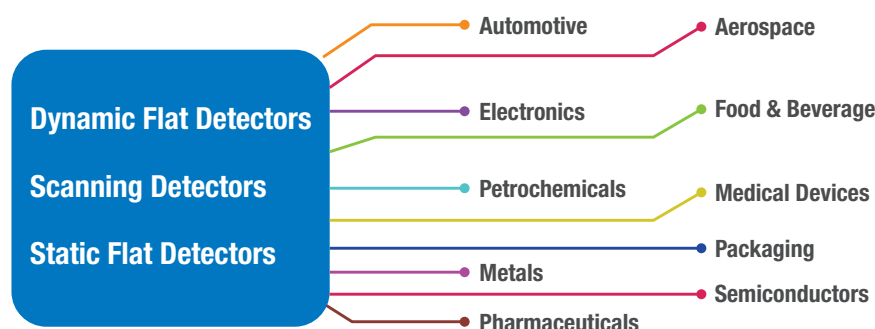 Dynamic Flat Detectors
Scanning Detectors
Static Flat Detectors
Automotive
Aerospace
Electronics
Food & Beverage
Petrochemicals
Medical Devices
Packaging
Metals
Semiconductors
Pharmaceuticals